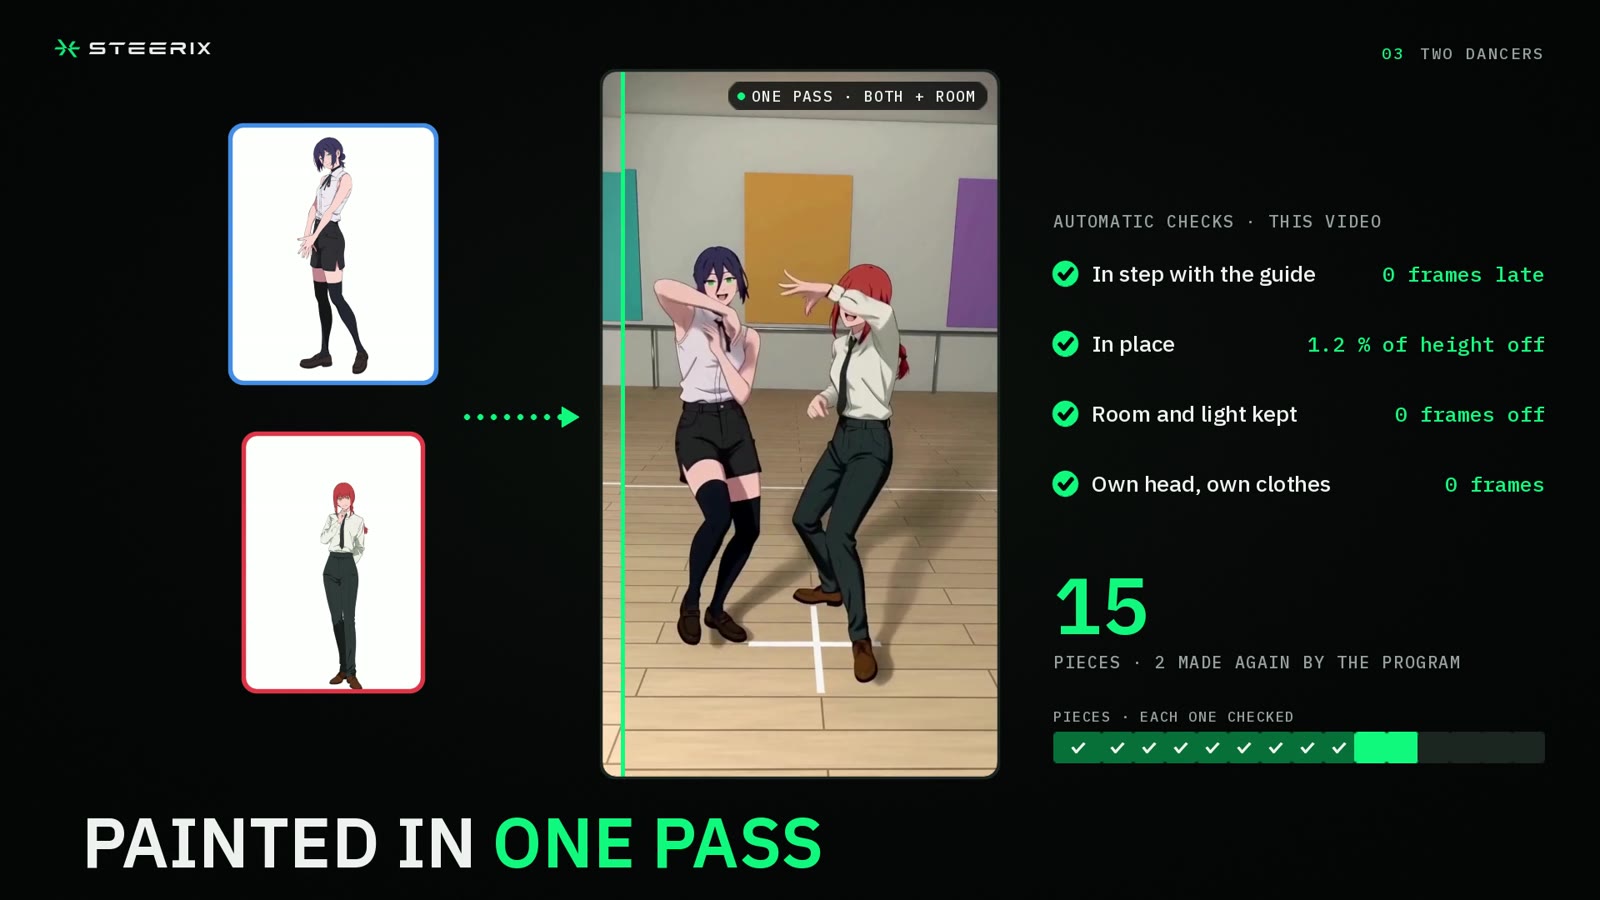 STEERIX
03 TWO DANCERS
ONE PASS · BOTH + ROOM
AUTOMATIC CHECKS · THIS VIDEO
In step with the guide 0 frames late
In place 1.2 % of height off
Room and light kept 0 frames off
Own head, own clothes 0 frames
15
PIECES · 2 MADE AGAIN BY THE PROGRAM
PIECES · EACH ONE CHECKED
PAINTED IN ONE PASS